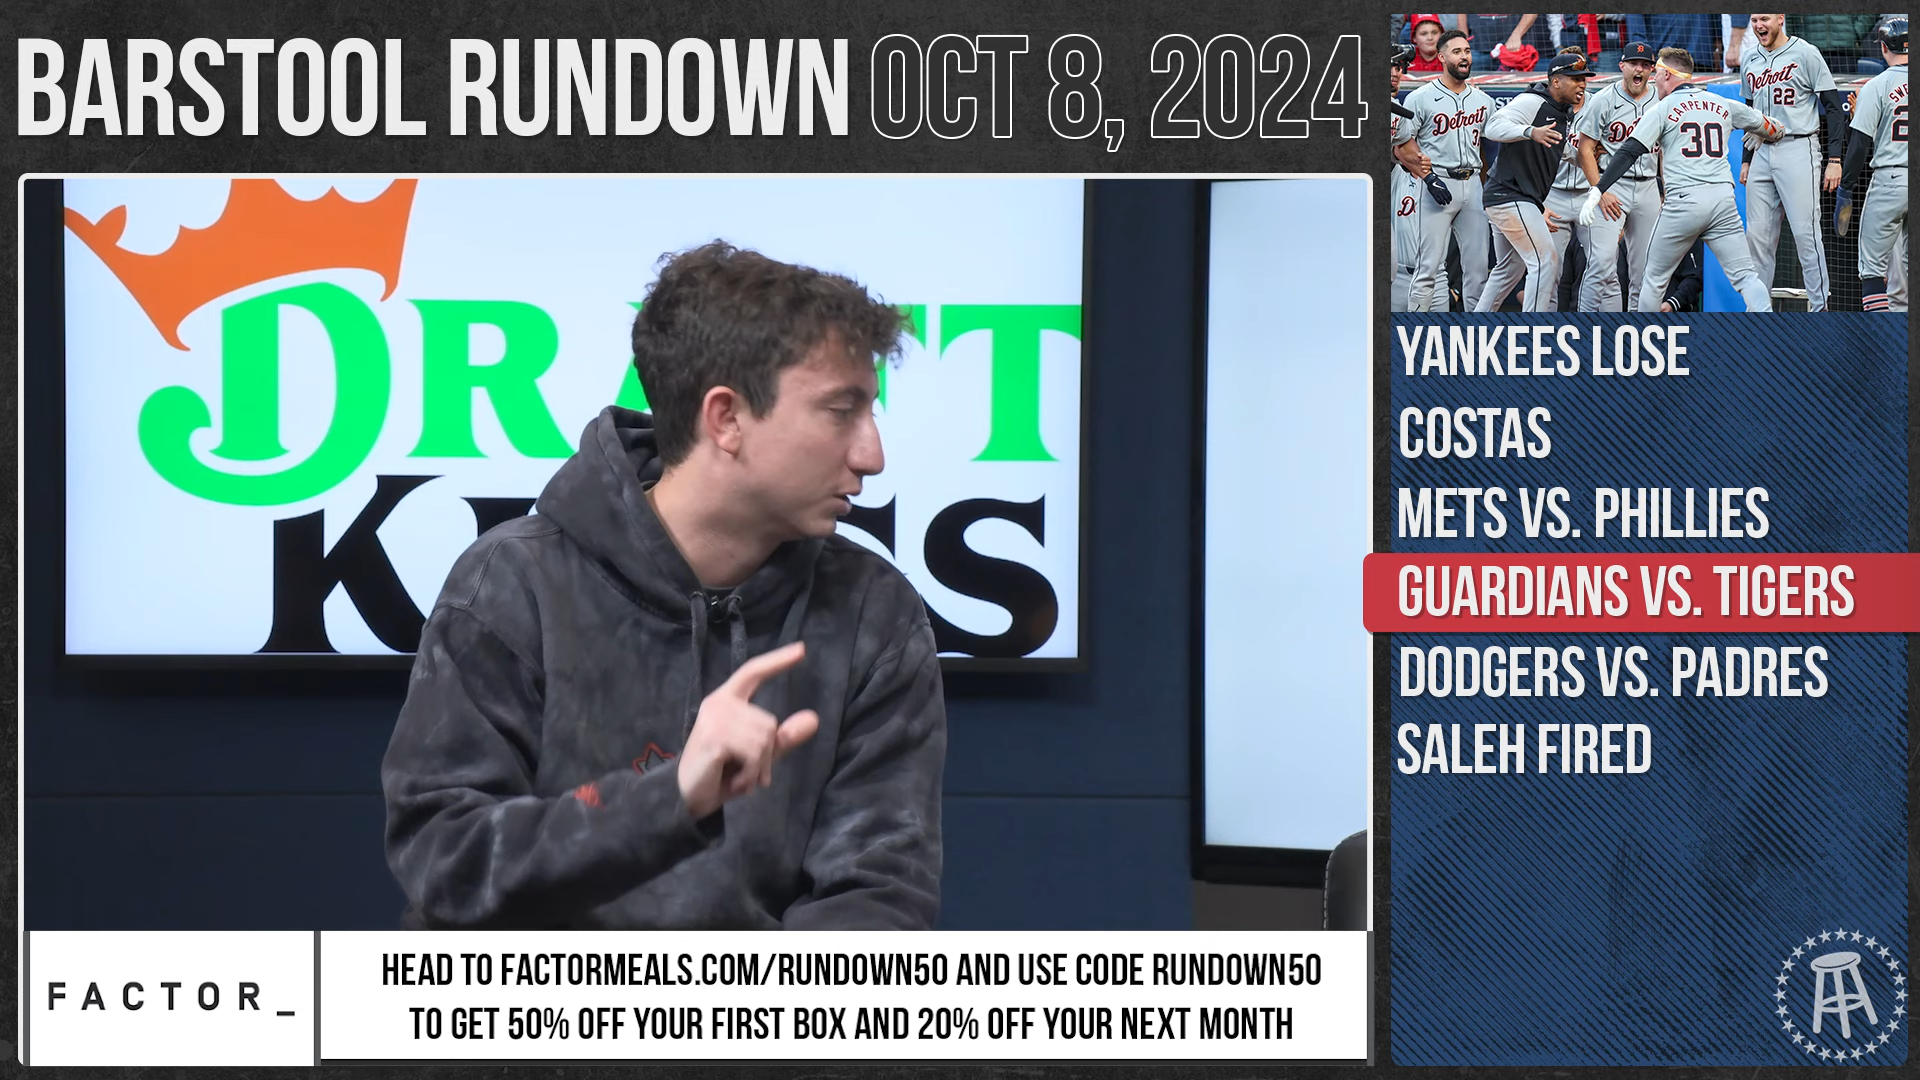 BARSTOOL RUNDOWN OCT 8, 2024
Detroit
Detroit
22
CARPENTER
30
DRAFT
YANKEES LOSE
COSTAS
METS VS. PHILLIES
GUARDIANS VS. TIGERS
DODGERS VS. PADRES
SALEH FIRED
FACTOR_
HEAD TO FACTORMEALS.COM/RUNDOWN50 AND USE CODE RUNDOWN50
TO GET 50% OFF YOUR FIRST BOX AND 20% OFF YOUR NEXT MONTH